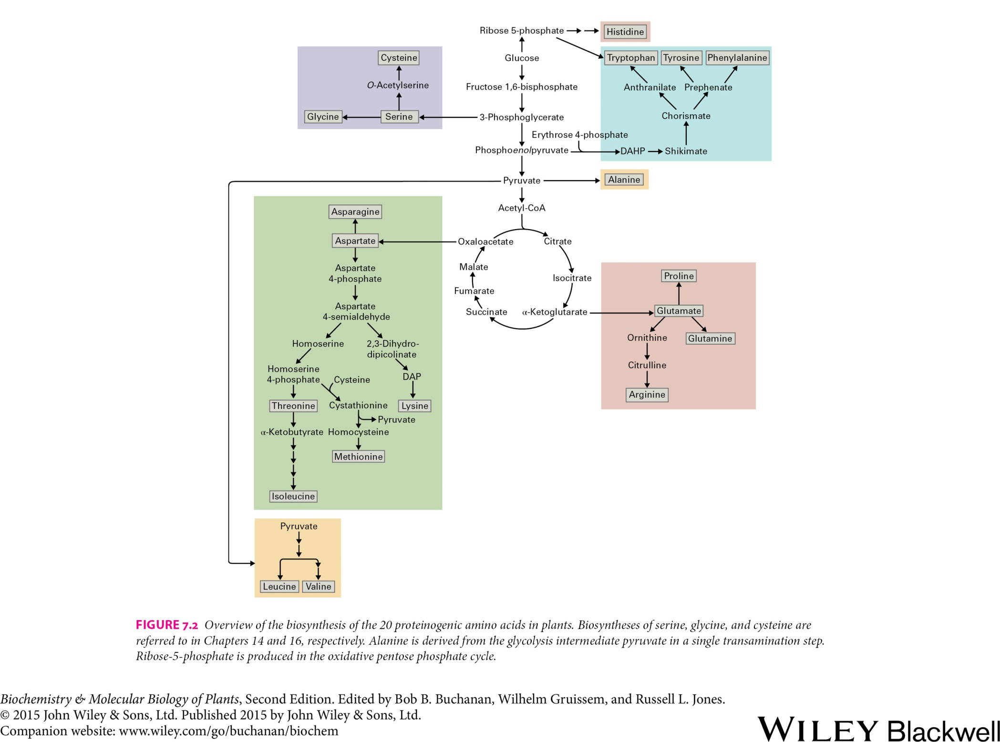 Ribose 5-phosphate
Histidine
Glucose
Cysteine
Tryptophan
Tyrosine
Phenylalanine
O-Acetylserine
Fructose 1,6-bisphosphate
Anthranilate
Prephenate
Glycine
Serine
3-Phosphoglycerate
Chorismate
Erythrose 4-phosphate
Phosphoenolpyruvate
DAHP
Shikimate
Pyruvate
Alanine
Acetyl-CoA
Asparagine
Aspartate
Oxaloacetate
Citrate
Aspartate
4-phosphate
Malate
Isocitrate
Proline
Fumarate
Aspartate
4-semialdehyde
Succinate
α-Ketoglutarate
Glutamate
Homoserine
2,3-Dihydro-
dipicolinate
Ornithine
Glutamine
Homoserine
4-phosphate
Cysteine
DAP
Citrulline
Threonine
Cystathionine
Lysine
Arginine
Pyruvate
α-Ketobutyrate
Homocysteine
Methionine
Isoleucine
Pyruvate
Leucine
Valine
FIGURE 7.2 Overview of the biosynthesis of the 20 proteinogenic amino acids in plants. Biosyntheses of serine, glycine, and cysteine are
referred to in Chapters 14 and 16, respectively. Alanine is derived from the glycolysis intermediate pyruvate in a single transamination step.
Ribose-5-phosphate is produced in the oxidative pentose phosphate cycle.
Biochemistry & Molecular Biology of Plants, Second Edition. Edited by Bob B. Buchanan, Wilhelm Gruissem, and Russell L. Jones.
© 2015 John Wiley & Sons, Ltd. Published 2015 by John Wiley & Sons, Ltd.
Companion website: www.wiley.com/go/buchanan/biochem
WILEY Blackwell